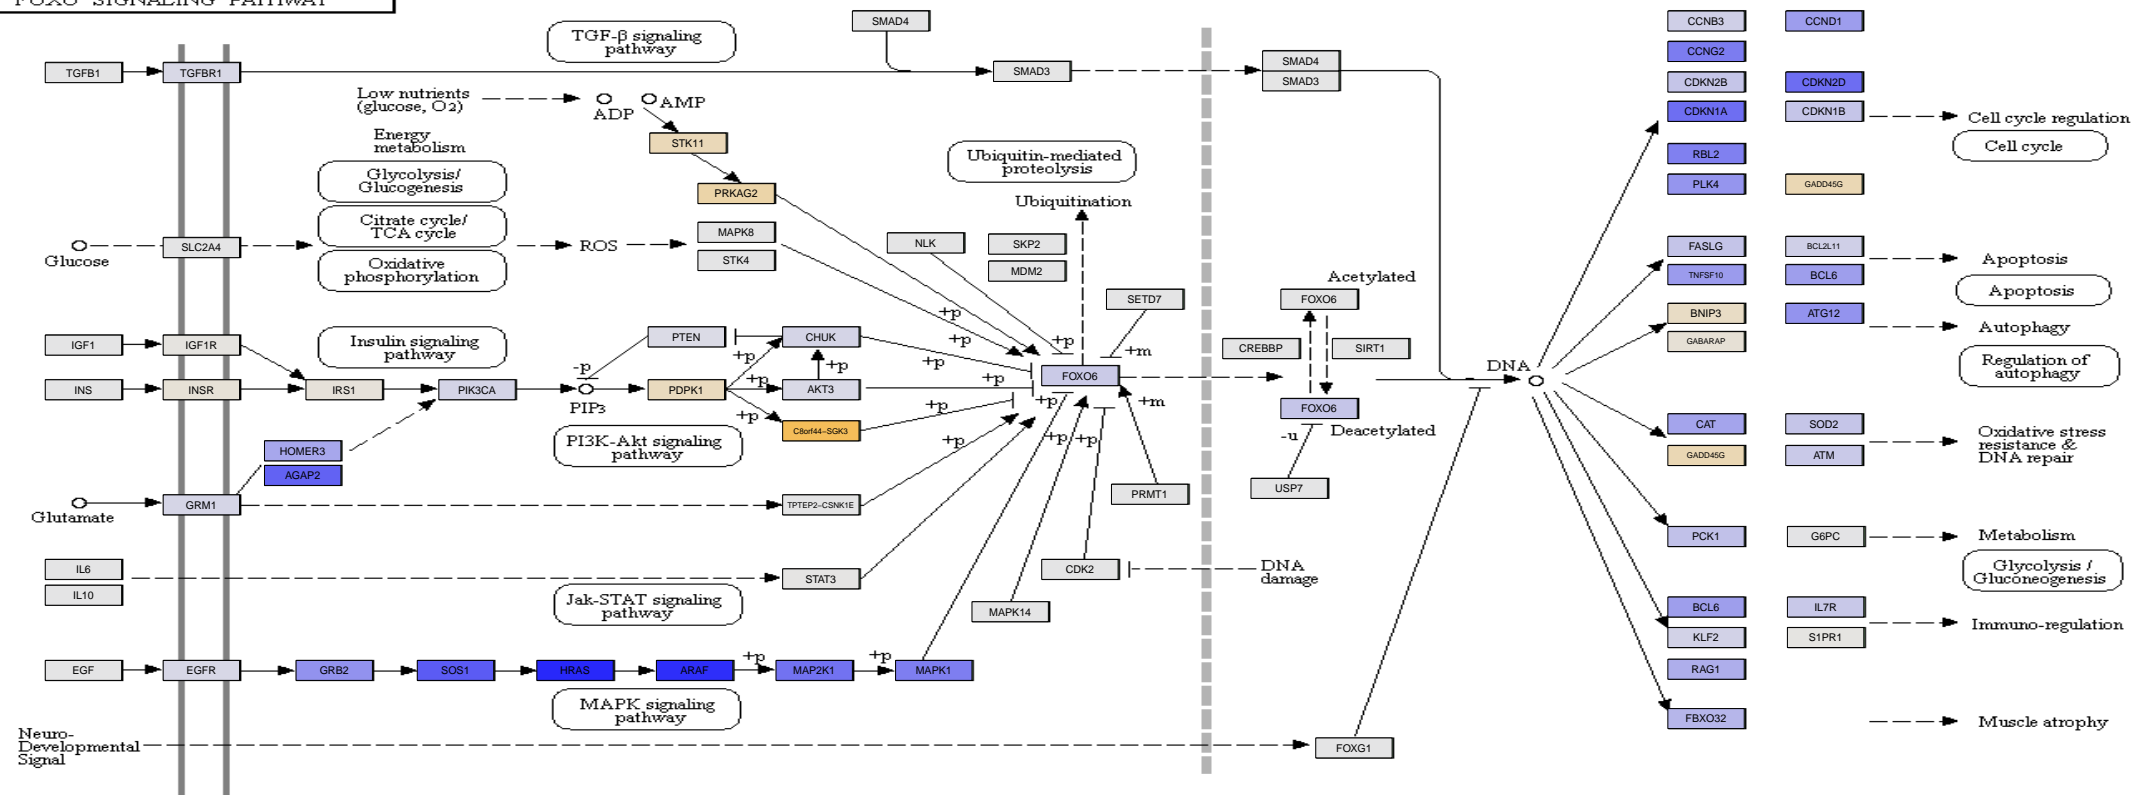 FOXO SIGNALING PATHWAY
TGF-β signaling
pathway
SMAD4
TGFB1
TGFBR1
SMAD3
SMAD4
SMAD3
Low nutrients
(glucose, O2)
ADP
AMP
Energy
metabolism
STK11
PRKAG2
Glycolysis/
Glucogenesis
Citrate cycle/
TCA cycle
Oxidative
phosphorylation
Glucose
SLC2A4
ROS
MAPK8
STK4
Ubiquitin-mediated
proteolysis
Ubiquitination
NLK
SKP2
MDM2
SETD7
Acetylated
FOXO6
CREBBP
SIRT1
FOXO6
Deacetylated
-u
USP7
IGF1
IGF1R
Insulin signaling
pathway
PTEN
CHUK
INS
INSR
IRS1
PIK3CA
-p
PIP3
PDPK1
AKT3
C8orf44-SGK3
+p
+p
+p
+p
+p
+p
+p
+p
+p
+p
+p
+p
+p
+m
+m
FOXO6
PI3K-Akt signaling
pathway
HOMER3
AGAP2
Glutamate
GRM1
TPTEP2-CSNK1E
PRMT1
IL6
IL10
STAT3
Jak-STAT signaling
pathway
CDK2
DNA
damage
MAPK14
EGF
EGFR
GRB2
SOS1
HRAS
ARAF
+p
MAP2K1
+p
MAPK1
MAPK signaling
pathway
Neuro-
Developmental
Signal
FOXG1
DNA
CCNB3
CCND1
CCNG2
CDKN2B
CDKN2D
CDKN1A
CDKN1B
Cell cycle regulation
Cell cycle
RBL2
PLK4
GADD45G
FASLG
BCL2L11
TNFSF10
BCL6
Apoptosis
Apoptosis
BNIP3
ATG12
GABARAP
Autophagy
Regulation of
autophagy
CAT
SOD2
GADD45G
ATM
Oxidative stress
resistance &
DNA repair
PCK1
G6PC
Metabolism
Glycolysis /
Gluconeogenesis
BCL6
IL7R
KLF2
S1PR1
Immuno-regulation
RAG1
FBXO32
Muscle atrophy